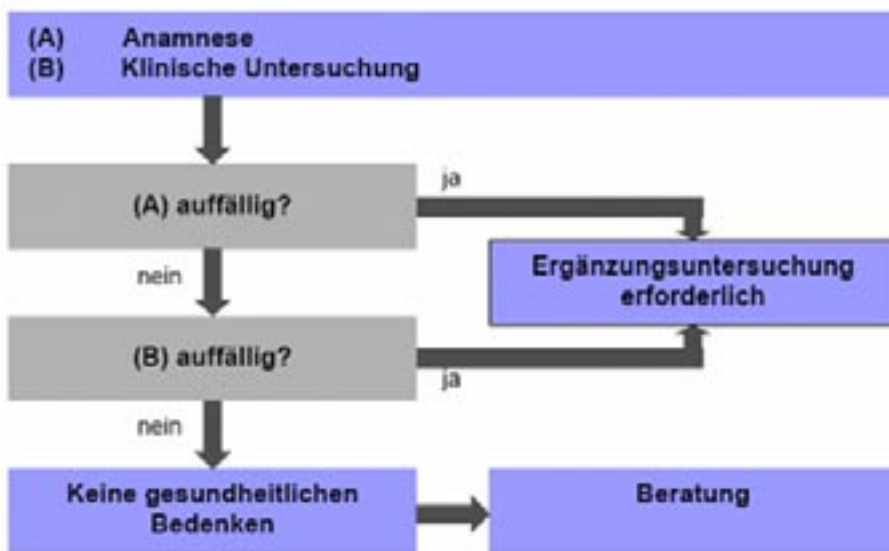 (A) Anamnese
(B) Klinische Untersuchung
(A) auffällig?
ja
Ergänzungsuntersuchung
erforderlich
nein
(B) auffällig?
ja
nein
Keine gesundheitlichen
Bedenken
Beratung